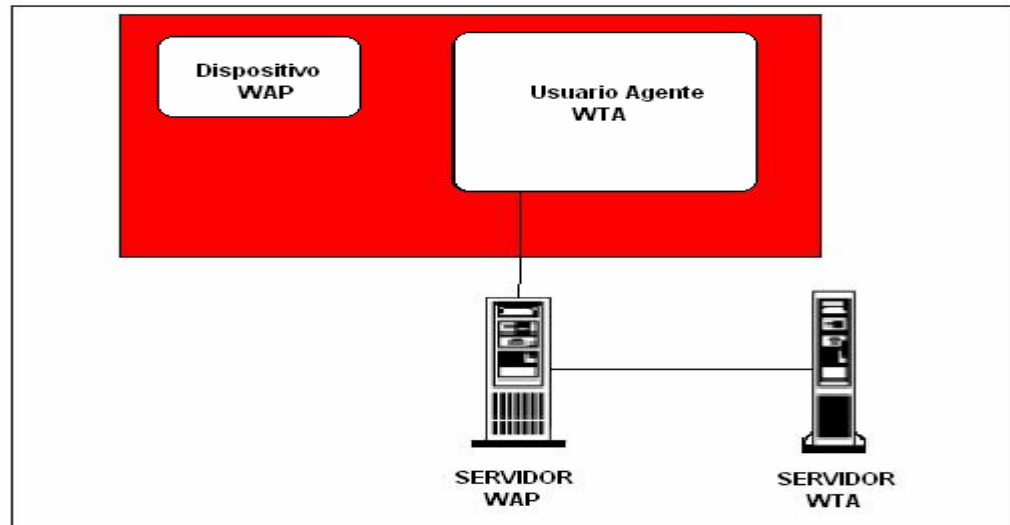 Dispositivo
WAP
Usuario Agente
WTA
SERVIDOR
WAP
SERVIDOR
WTA